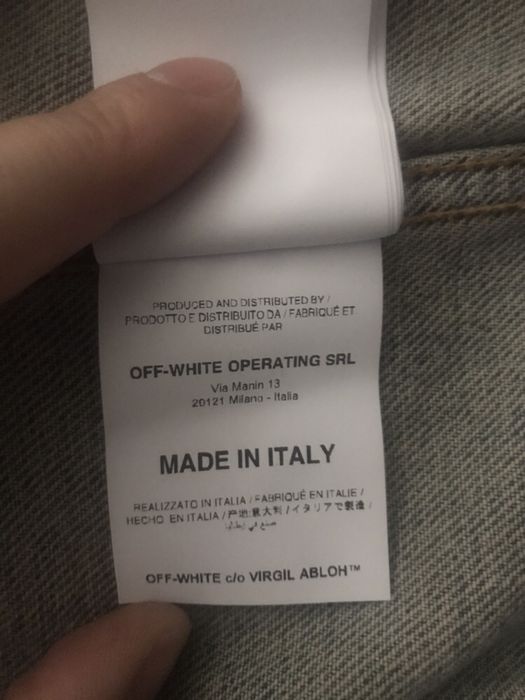 PRODUCED AND DISTRIBUTED BY /
PRODOTTO E DISTRIBUITO DA / FABRIQUÉ ET
DISTRIBUÉ PAR
OFF-WHITE OPERATING SRL
Via Manin 13
20121 Milano - Italia
MADE IN ITALY
REALIZZATO IN ITALIA / FABRIQUÉ EN ITALIE /
HECHO EN ITALIA / 产地:意大利 / イタリアで製造 /
صنع في إيطاليا
OFF-WHITE c/o VIRGIL ABLOH™